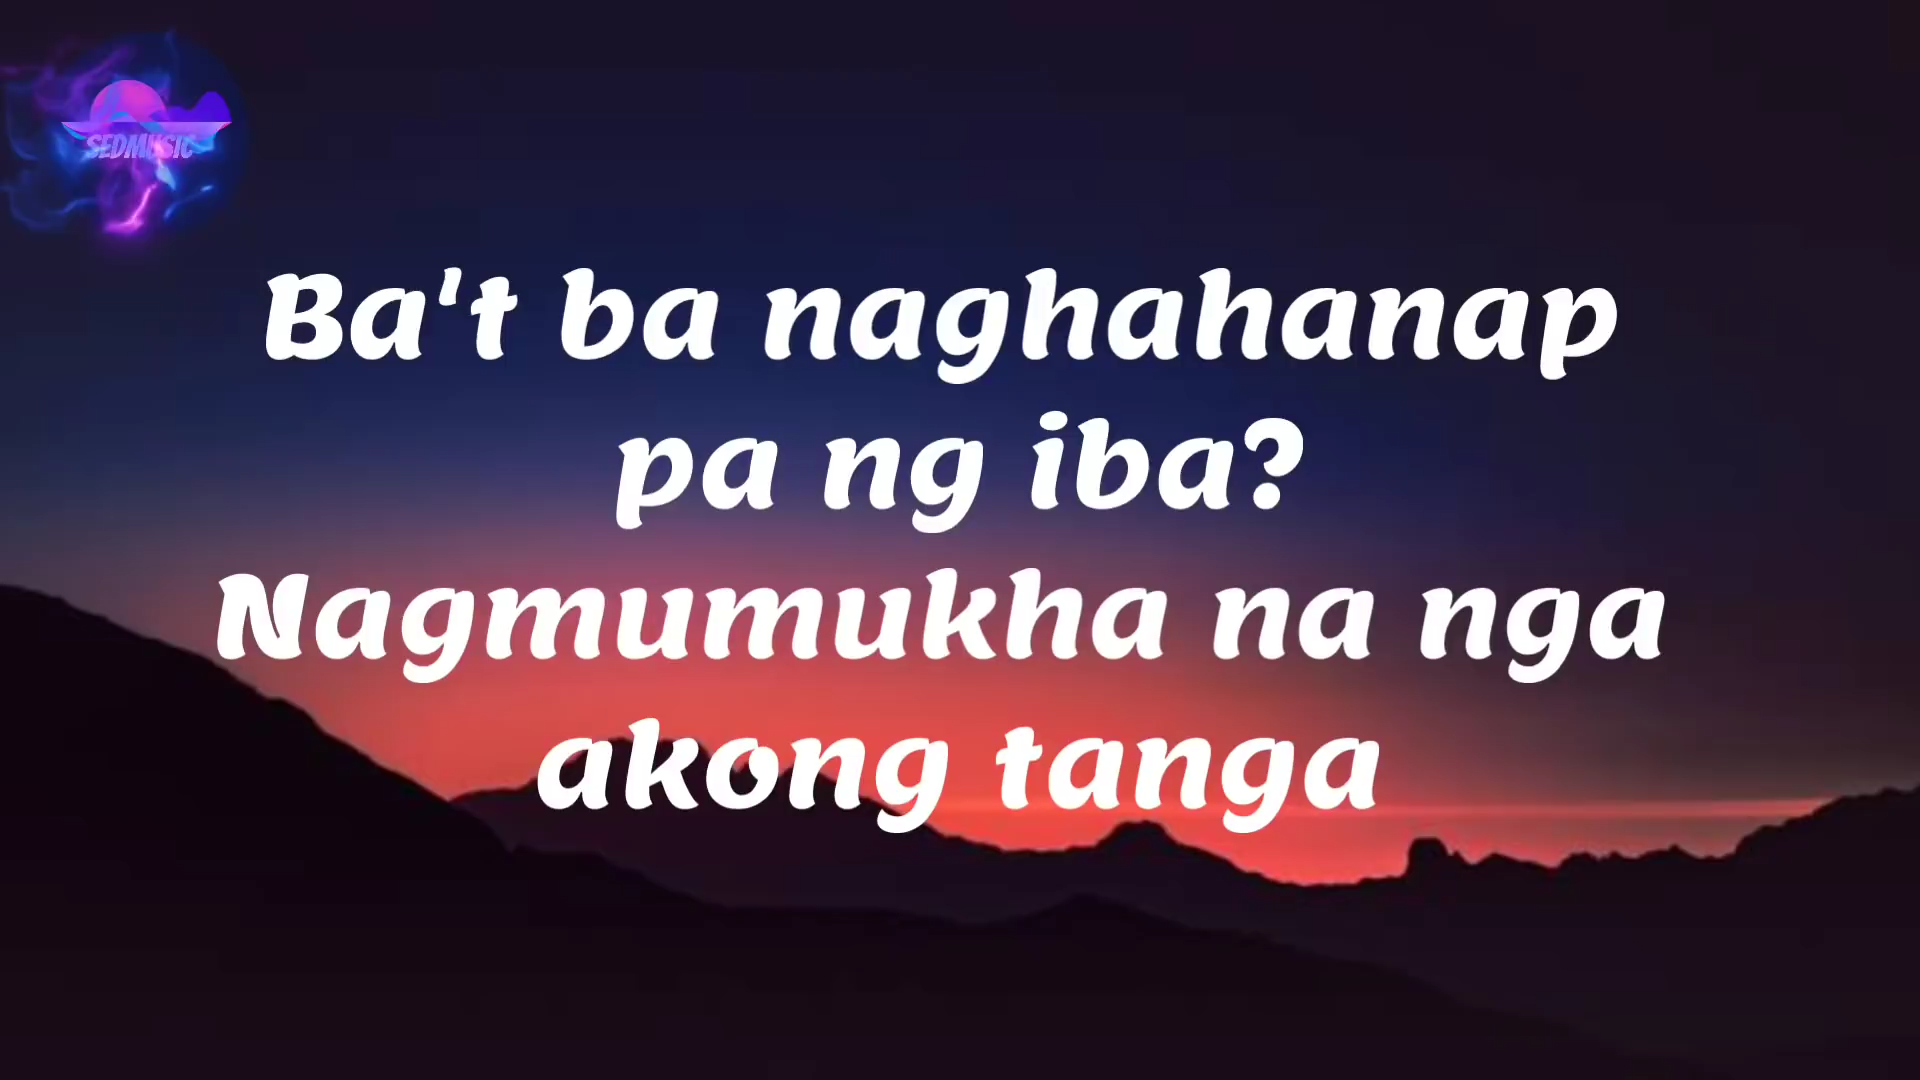 SEDMUSIC
Ba't ba naghahanap
pa ng iba?
Nagmumukha na nga
akong tanga